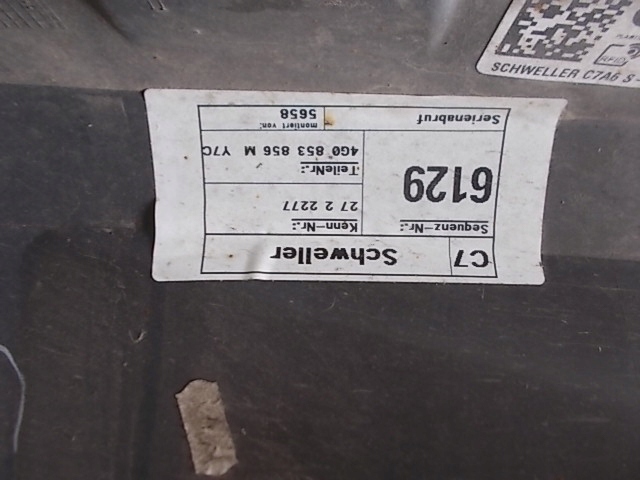 C7 Schweller
Sequenz-Nr.: Kenn-Nr.:
6129 27 2 2277
TeileNr.:
4G0 853 856 M Y7C
Serienabruf montiert von:
5658
SCHWELLER C7A6 S